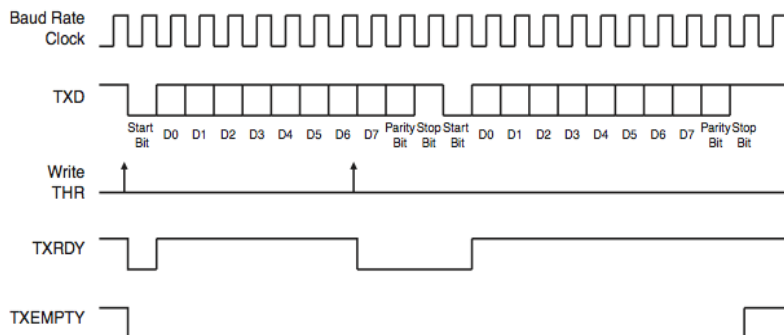 Baud Rate
Clock
TXD
Start D0 D1 D2 D3 D4 D5 D6 D7 Parity Stop Start D0 D1 D2 D3 D4 D5 D6 D7 Parity Stop
Bit Bit Bit Bit Bit Bit
Write
THR
TXRDY
TXEMPTY